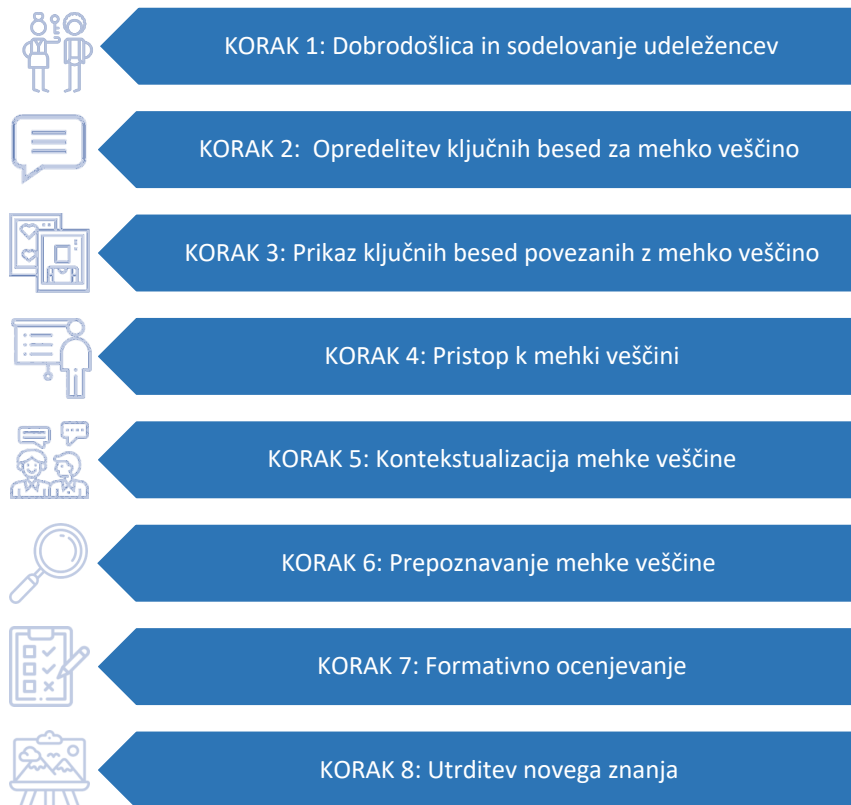 KORAK 1: Dobrodošlica in sodelovanje udeležencev
KORAK 2:  Opredelitev ključnih besed za mehko veščino
KORAK 3: Prikaz ključnih besed povezanih z mehko veščino
KORAK 4: Pristop k mehki veščini
KORAK 5: Kontekstualizacija mehke veščine
KORAK 6: Prepoznavanje mehke veščine
KORAK 7: Formativno ocenjevanje
KORAK 8: Utrditev novega znanja